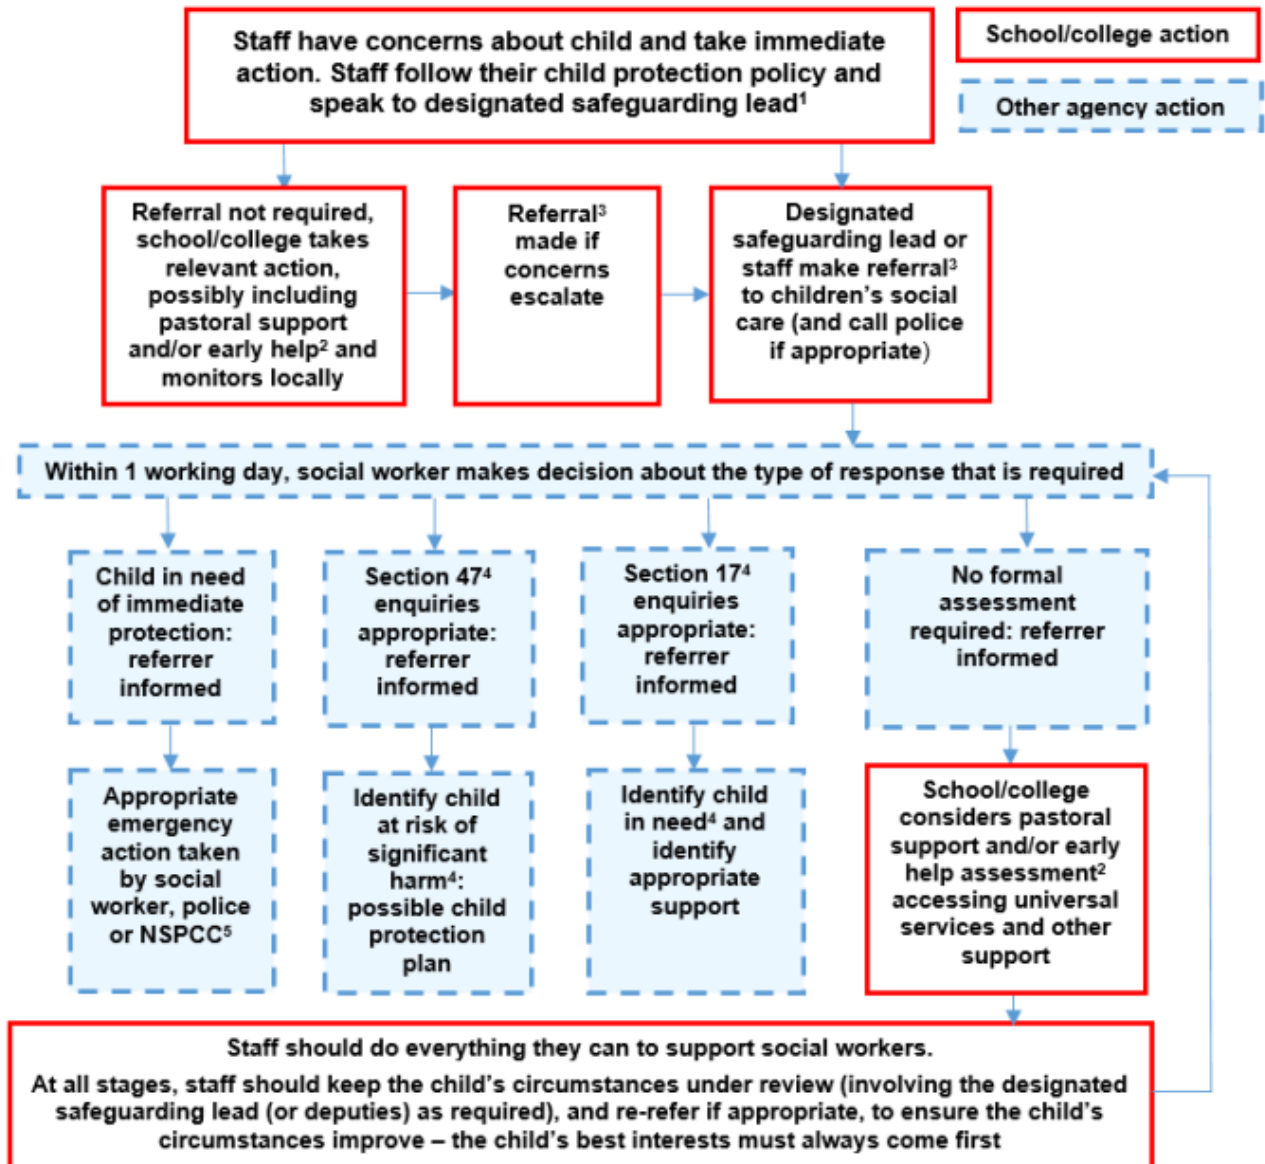 Staff have concerns about child and take immediate
action. Staff follow their child protection policy and
speak to designated safeguarding lead¹
School/college action
Other agency action
Referral not required,
school/college takes
relevant action,
possibly including
pastoral support
and/or early help² and
monitors locally
Referral³
made if
concerns
escalate
Designated
safeguarding lead or
staff make referral³
to children’s social
care (and call police
if appropriate)
Within 1 working day, social worker makes decision about the type of response that is required
Child in need
of immediate
protection:
referrer
informed
Section 47⁴
enquiries
appropriate:
referrer
informed
Section 17⁴
enquiries
appropriate:
referrer
informed
No formal
assessment
required: referrer
informed
Appropriate
emergency
action taken
by social
worker, police
or NSPCC⁵
Identify child
at risk of
significant
harm⁴:
possible child
protection
plan
Identify child
in need⁴ and
identify
appropriate
support
School/college
considers pastoral
support and/or early
help assessment²
accessing universal
services and other
support
Staff should do everything they can to support social workers.
At all stages, staff should keep the child’s circumstances under review (involving the designated
safeguarding lead (or deputies) as required), and re-refer if appropriate, to ensure the child’s
circumstances improve – the child’s best interests must always come first